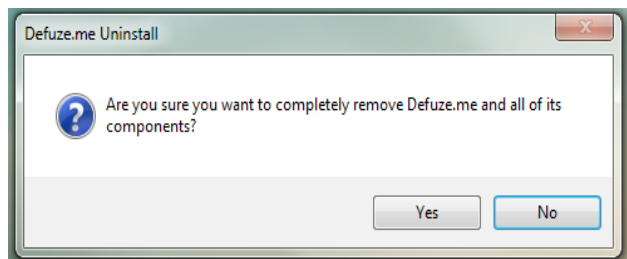 Defuze.me Uninstall
Are you sure you want to completely remove Defuze.me and all of its
components?
Yes
No